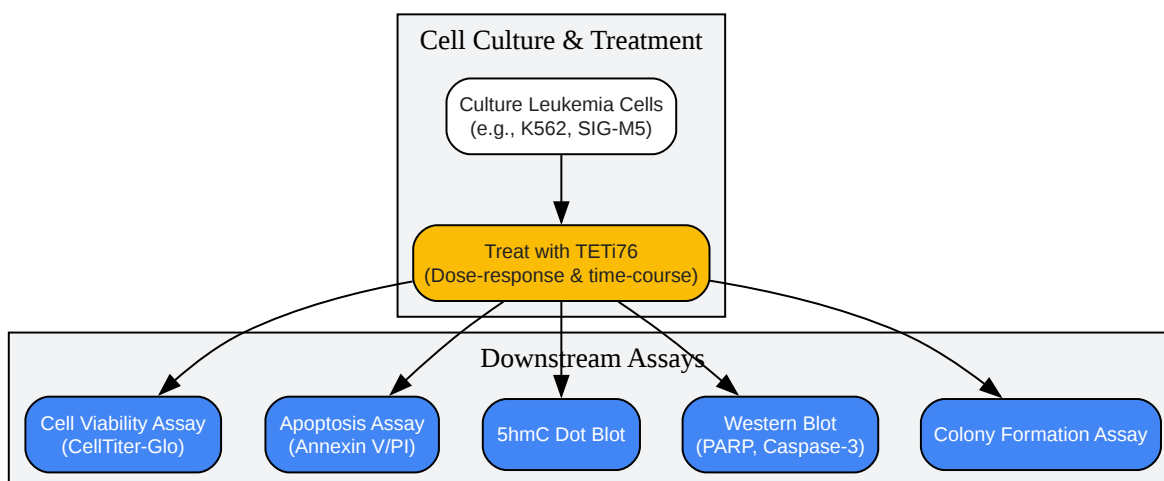 Cell Culture & Treatment
Culture Leukemia Cells
(e.g., K562, SIG-M5)
Treat with TETi76
(Dose-response & time-course)
Downstream Assays
Cell Viability Assay
(CellTiter-Glo)
Apoptosis Assay
(Annexin V/PI)
5hmC Dot Blot
Western Blot
(PARP, Caspase-3)
Colony Formation Assay